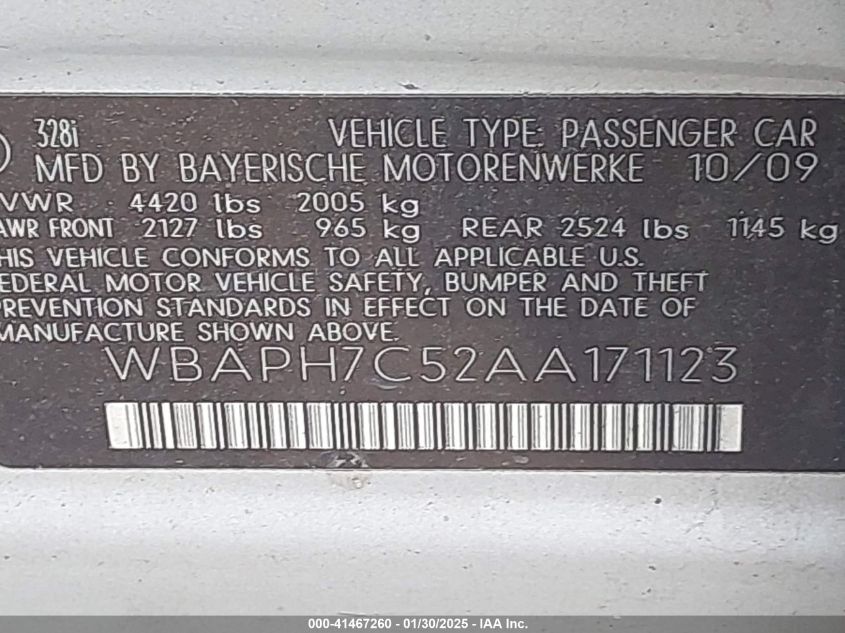 328i VEHICLE TYPE: PASSENGER CAR
MFD BY BAYERISCHE MOTORENWERKE 10/09
VWR 4420 lbs 2005 kg
AWR FRONT 2127 lbs 965 kg REAR 2524 lbs 1145 kg
HIS VEHICLE CONFORMS TO ALL APPLICABLE U.S.
EDERAL MOTOR VEHICLE SAFETY, BUMPER AND THEFT
REVENTION STANDARDS IN EFFECT ON THE DATE OF
MANUFACTURE SHOWN ABOVE.
WBAPH7C52AA171123
000-41467260 - 01/30/2025 - IAA Inc.